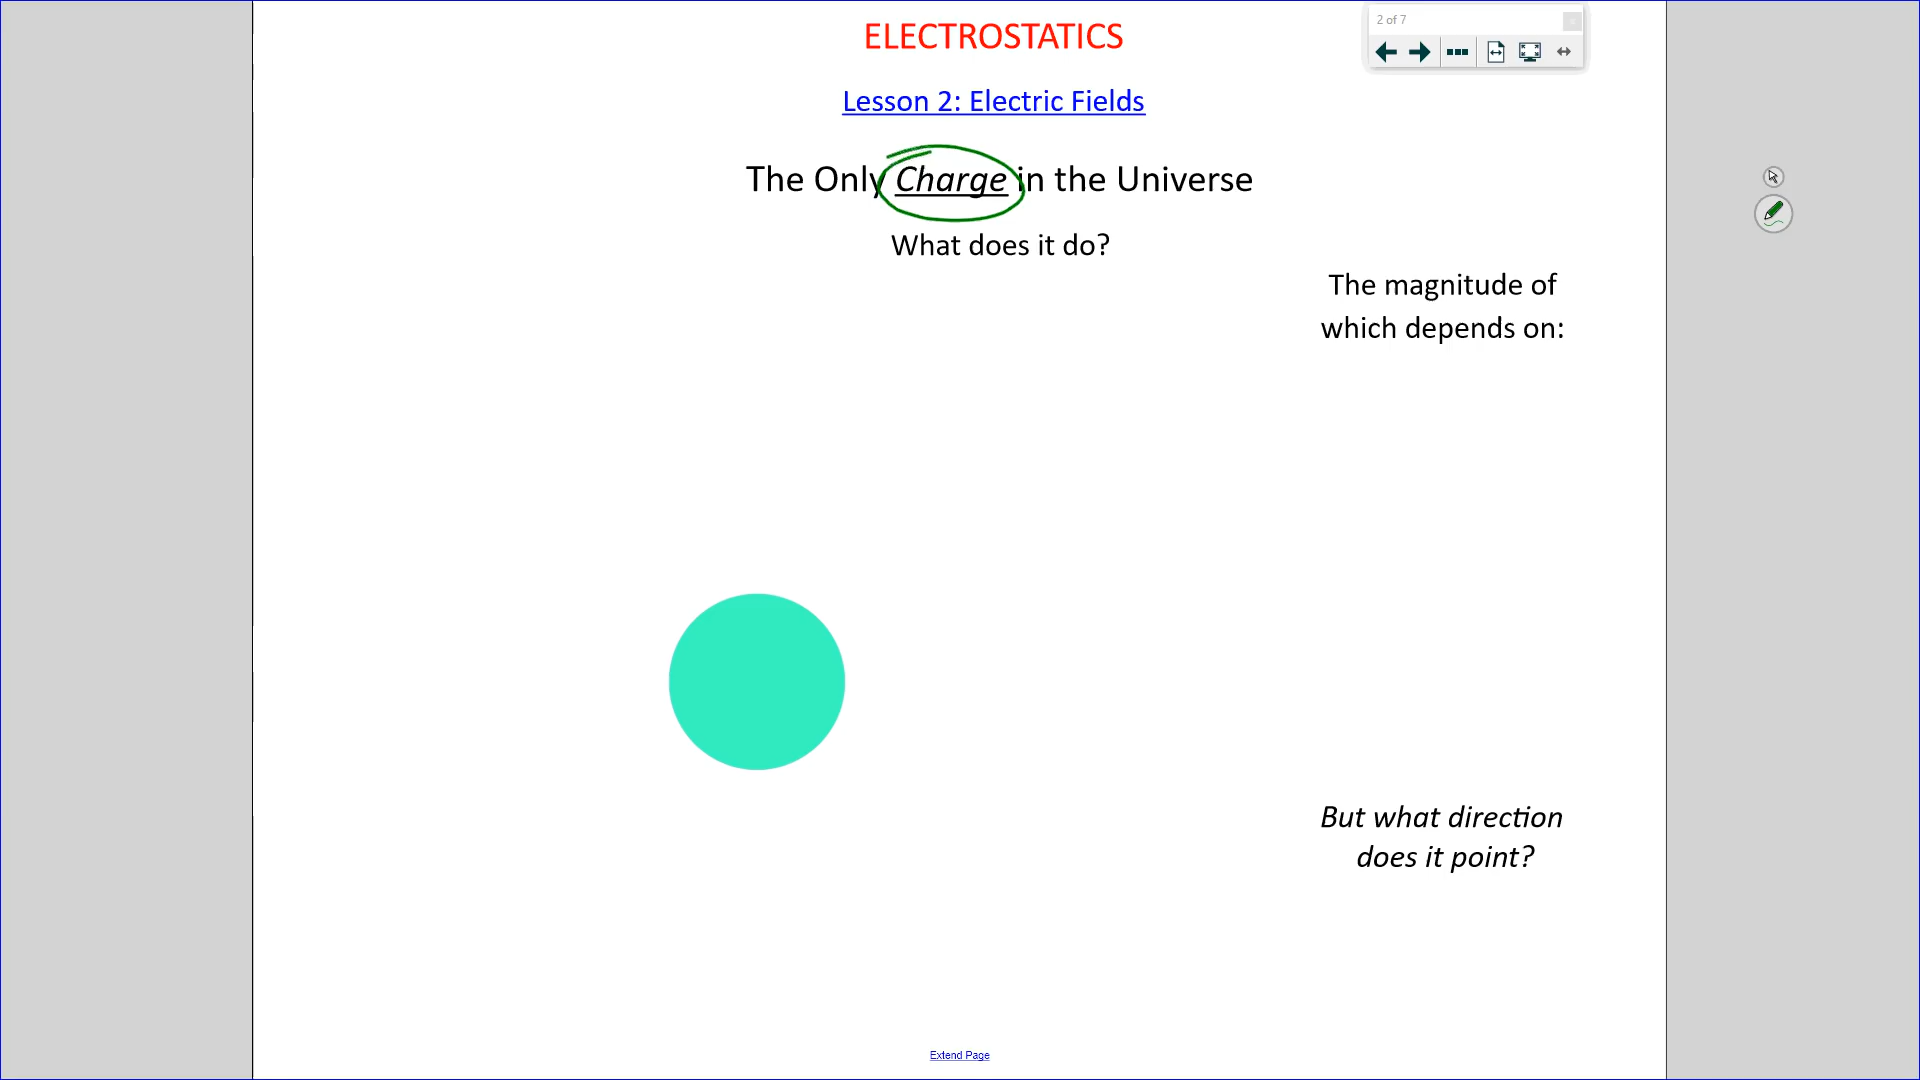 ELECTROSTATICS
2 of 7
Lesson 2: Electric Fields
The Only Charge in the Universe
What does it do?
The magnitude of
which depends on:
But what direction
does it point?
Extend Page